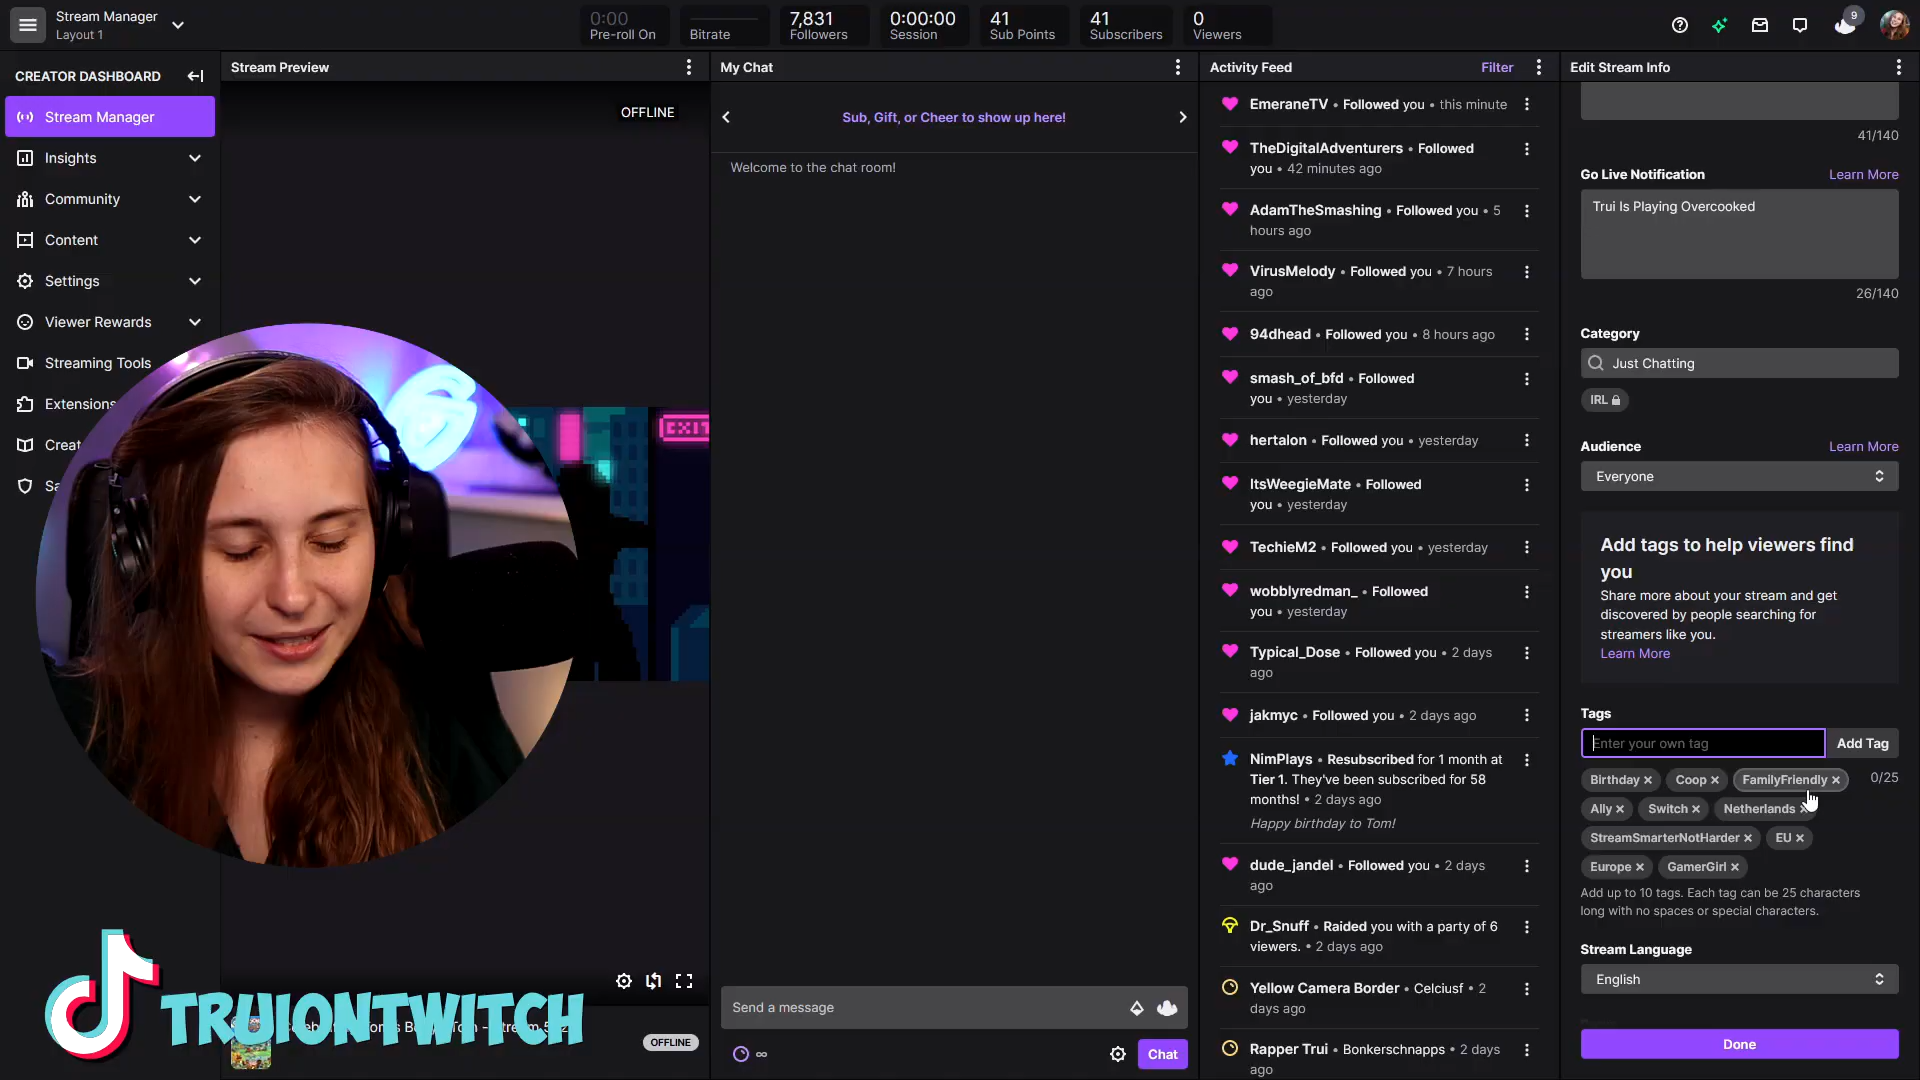 Stream Manager
Layout 1
0:00
Pre-roll On
Bitrate
7,831
Followers
0:00:00
Session
41
Sub Points
41
Subscribers
0
Viewers
9
CREATOR DASHBOARD
Stream Manager
Insights
Community
Content
Settings
Viewer Rewards
Streaming Tools
Extensions
Stream Preview
OFFLINE
EXIT
TRUIONTWITCH
OFFLINE
My Chat
Sub, Gift, or Cheer to show up here!
Welcome to the chat room!
Send a message
∞
Chat
Activity Feed
Filter
EmeraneTV • Followed you • this minute
TheDigitalAdventurers • Followed
you • 42 minutes ago
AdamTheSmashing • Followed you • 5
hours ago
VirusMelody • Followed you • 7 hours
ago
94dhead • Followed you • 8 hours ago
smash_of_bfd • Followed
you • yesterday
hertalon • Followed you • yesterday
ItsWeegieMate • Followed
you • yesterday
TechieM2 • Followed you • yesterday
wobblyredman_ • Followed
you • yesterday
Typical_Dose • Followed you • 2 days
ago
jakmyc • Followed you • 2 days ago
NimPlays • Resubscribed for 1 month at
Tier 1. They've been subscribed for 58
months! • 2 days ago
Happy birthday to Tom!
dude_jandel • Followed you • 2 days
ago
Dr_Snuff • Raided you with a party of 6
viewers. • 2 days ago
Yellow Camera Border • Celciusf • 2
days ago
Rapper Trui • Bonkerschnapps • 2 days
ago
Edit Stream Info
41/140
Go Live Notification
Learn More
Trui Is Playing Overcooked
26/140
Category
Just Chatting
IRL
Audience
Learn More
Everyone
Add tags to help viewers find
you
Share more about your stream and get
discovered by people searching for
streamers like you.
Learn More
Tags
Enter your own tag
Add Tag
Birthday × Coop × FamilyFriendly ×
0/25
Ally × Switch × Netherlands ×
StreamSmarterNotHarder × EU ×
Europe × GamerGirl ×
Add up to 10 tags. Each tag can be 25 characters
long with no spaces or special characters.
Stream Language
English
Done